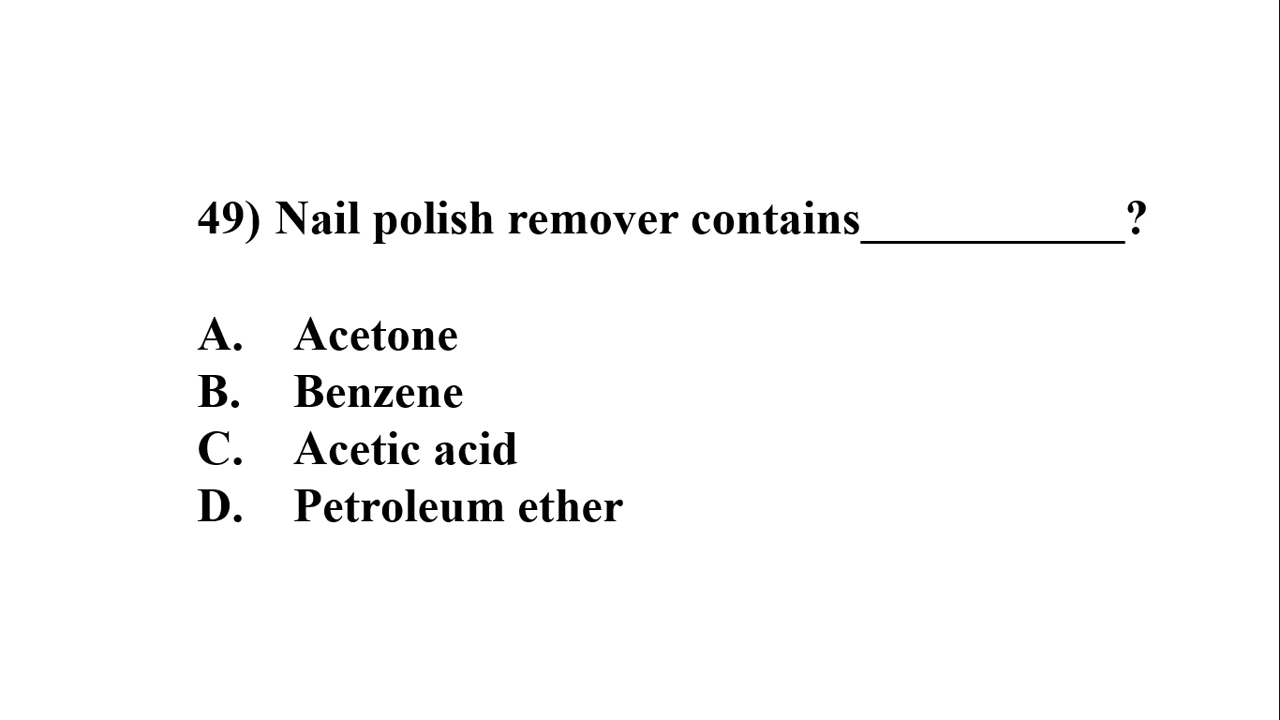 49) Nail polish remover contains___________?
A. Acetone
B. Benzene
C. Acetic acid
D. Petroleum ether